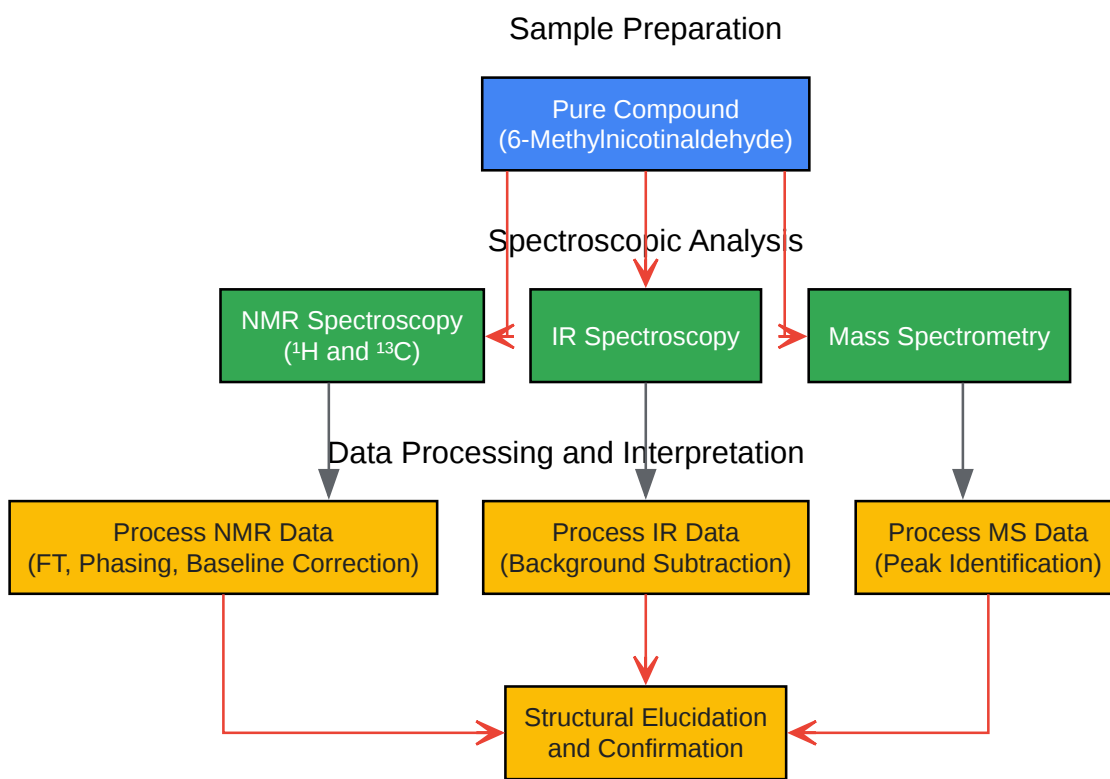 Sample Preparation
Pure Compound
(6-Methylnicotinaldehyde)
Spectroscopic Analysis
NMR Spectroscopy
(¹H and ¹³C)
IR Spectroscopy
Mass Spectrometry
Data Processing and Interpretation
Process NMR Data
(FT, Phasing, Baseline Correction)
Process IR Data
(Background Subtraction)
Process MS Data
(Peak Identification)
Structural Elucidation
and Confirmation